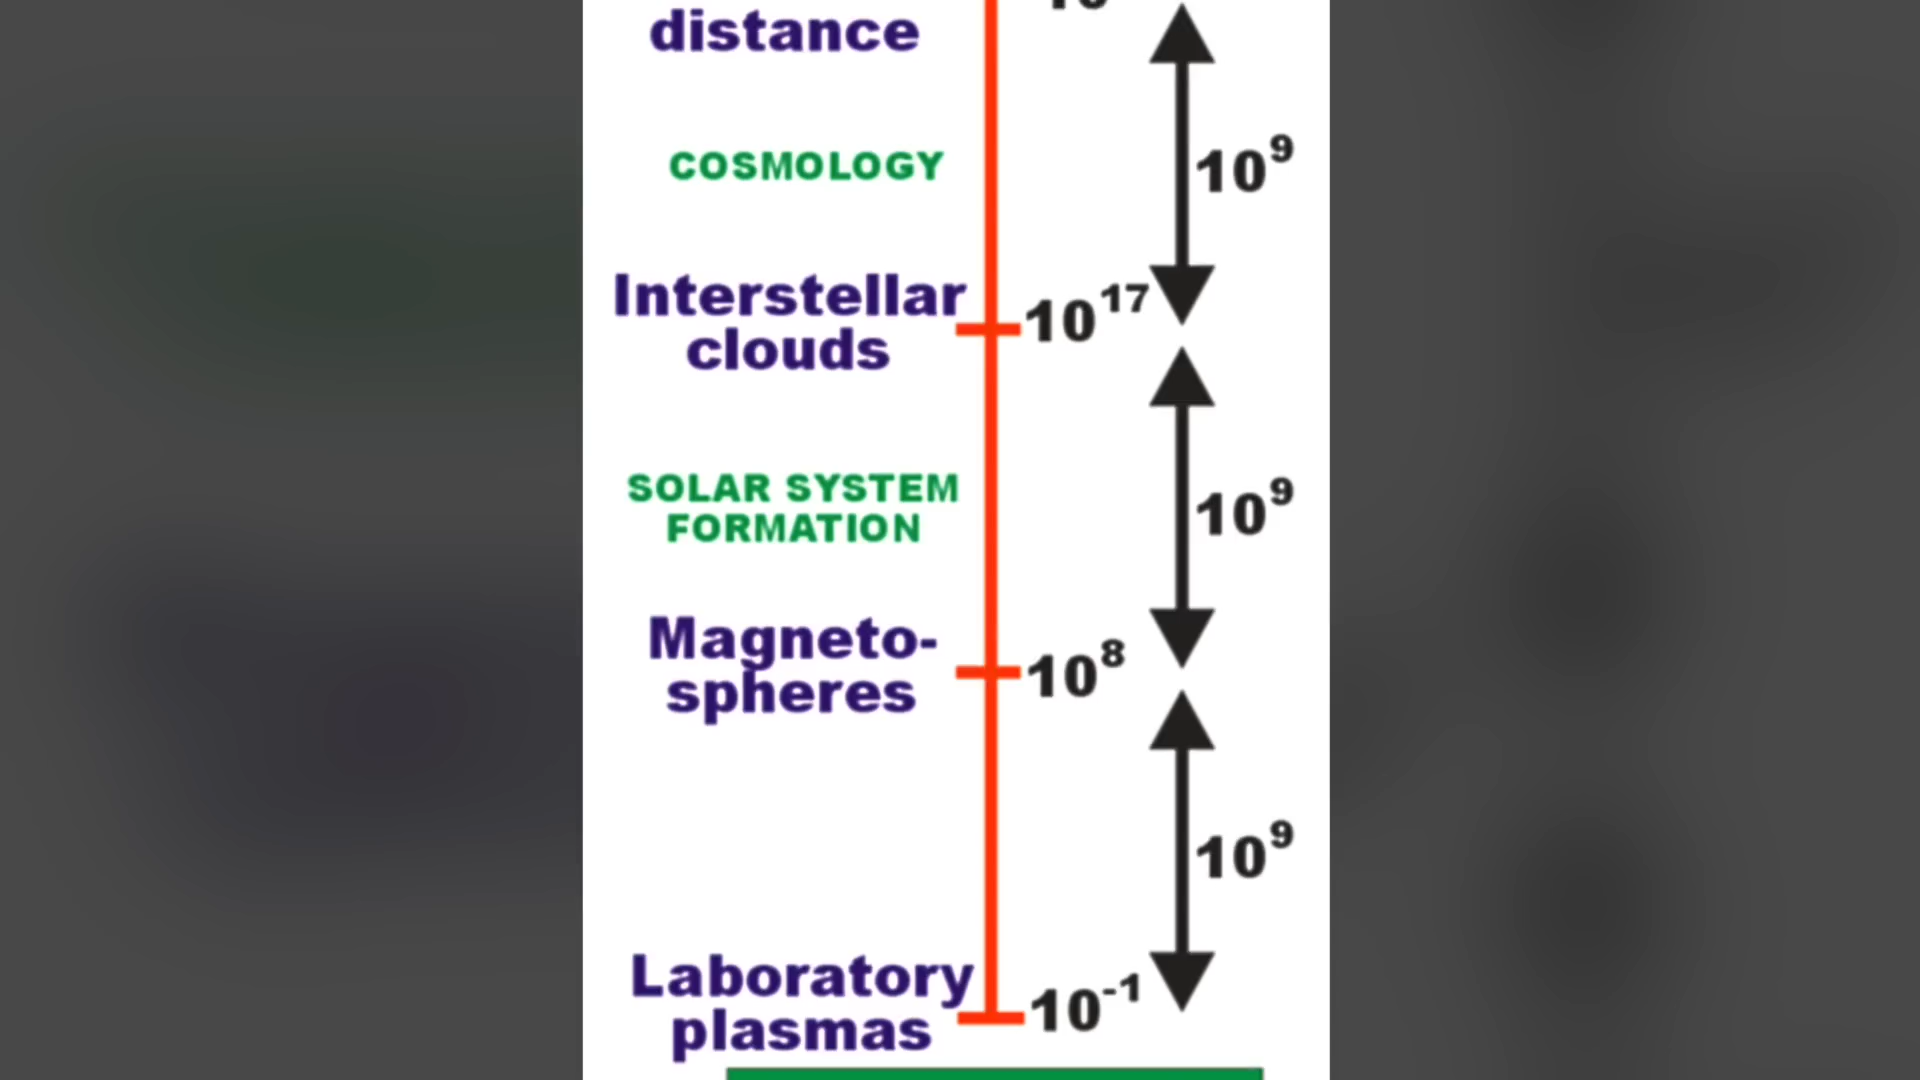 distance
COSMOLOGY
10⁹
Interstellar
clouds
10¹⁷
SOLAR SYSTEM
FORMATION
10⁹
Magneto-
spheres
10⁸
10⁹
Laboratory
plasmas
10⁻¹